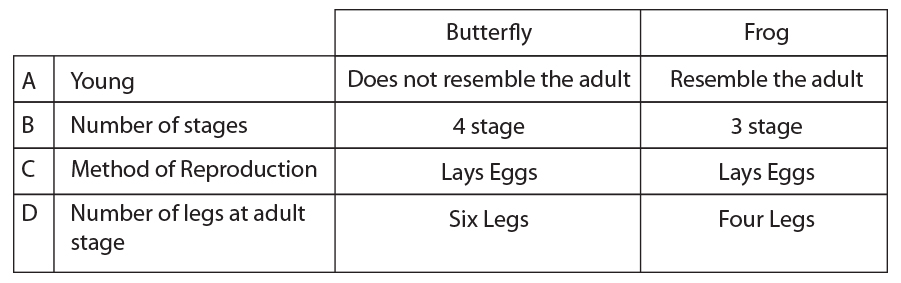 Butterfly Frog
A Young Does not resemble the adult Resemble the adult
B Number of stages 4 stage 3 stage
C Method of Reproduction Lays Eggs Lays Eggs
D Number of legs at adult Six Legs Four Legs
stage